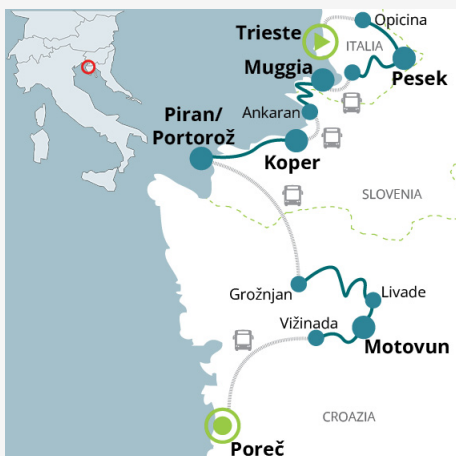 Opicina
Trieste
ITALIA
Muggia
Pesek
Ankaran
Piran/
Portorož
Koper
SLOVENIA
Grožnjan
Livade
Vižinada
Motovun
CROAZIA
Poreč